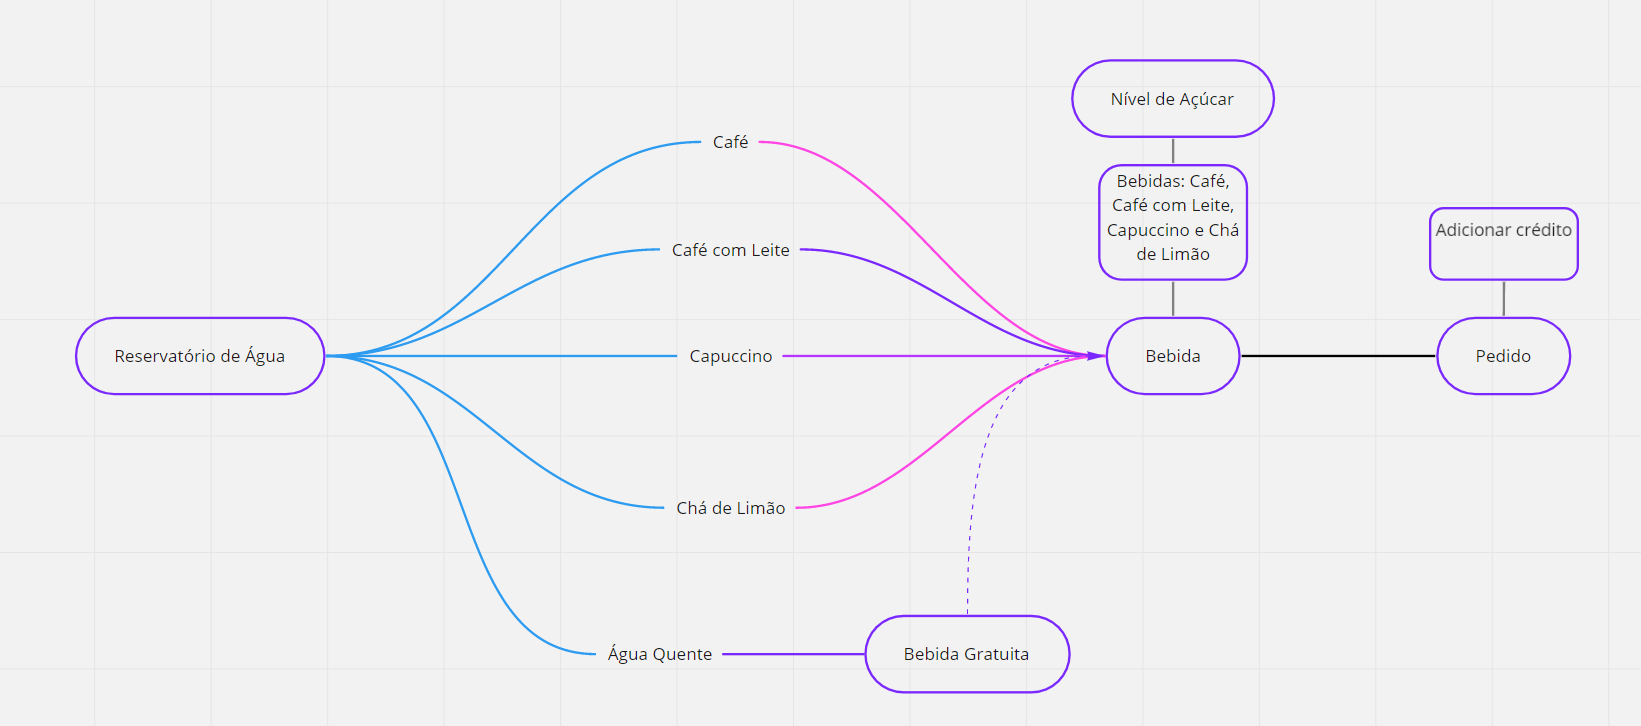 Nível de Açúcar
Café
Bebidas: Café,
Café com Leite,
Capuccino e Chá
de Limão
Adicionar crédito
Café com Leite
Reservatório de Água
Capuccino
Bebida
Pedido
Chá de Limão
Água Quente
Bebida Gratuita